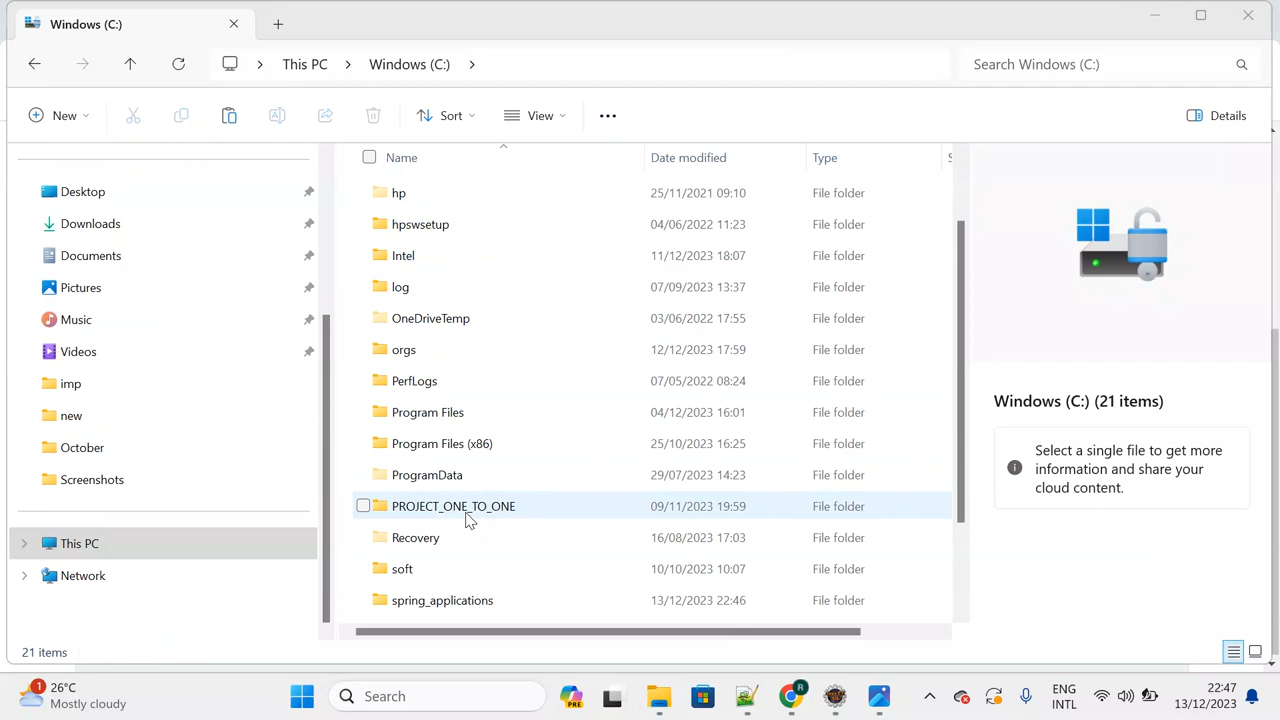 Windows (C:)
This PC
Windows (C:)
Search Windows (C:)
New
Sort
View
Details
Name
Date modified
Type
S
Desktop
Downloads
Documents
Pictures
Music
Videos
imp
new
October
Screenshots
This PC
Network
hp 25/11/2021 09:10 File folder
hpswsetup 04/06/2022 11:23 File folder
Intel 11/12/2023 18:07 File folder
log 07/09/2023 13:37 File folder
OneDriveTemp 03/06/2022 17:55 File folder
orgs 12/12/2023 17:59 File folder
PerfLogs 07/05/2022 08:24 File folder
Program Files 04/12/2023 16:01 File folder
Program Files (x86) 25/10/2023 16:25 File folder
ProgramData 29/07/2023 14:23 File folder
PROJECT_ONE_TO_ONE 09/11/2023 19:59 File folder
Recovery 16/08/2023 17:03 File folder
soft 10/10/2023 10:07 File folder
spring_applications 13/12/2023 22:46 File folder
Windows (C:) (21 items)
Select a single file to get more
information and share your
cloud content.
21 items
1
26°C
Mostly cloudy
Search
PRE
R
ENG
INTL
22:47
13/12/2023